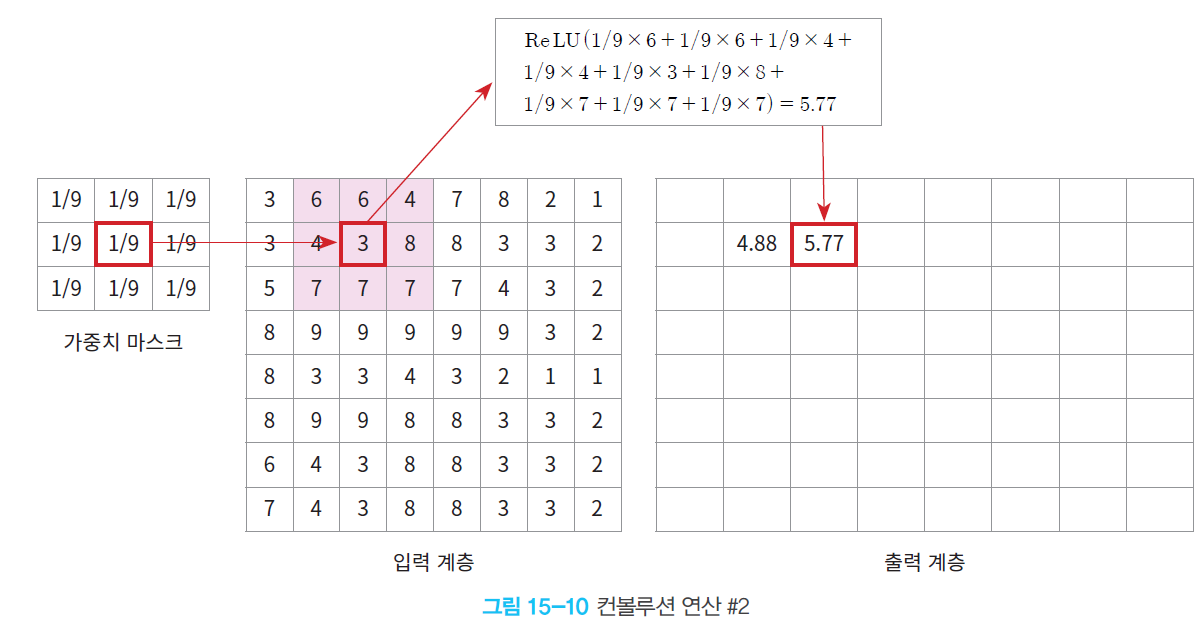 ReLU(1/9×6+1/9×6+1/9×4+
1/9×4+1/9×3+1/9×8+
1/9×7+1/9×7+1/9×7)=5.77
1/9 1/9 1/9
1/9 1/9 1/9
1/9 1/9 1/9
가중치 마스크
3 6 6 4 7 8 2 1
3 4 3 8 8 3 3 2
5 7 7 7 7 4 3 2
8 9 9 9 9 9 3 2
8 3 3 4 3 2 1 1
8 9 9 8 8 3 3 2
6 4 3 8 8 3 3 2
7 4 3 8 8 3 3 2
입력 계층
4.88 5.77
출력 계층
그림 15-10 컨볼루션 연산 #2